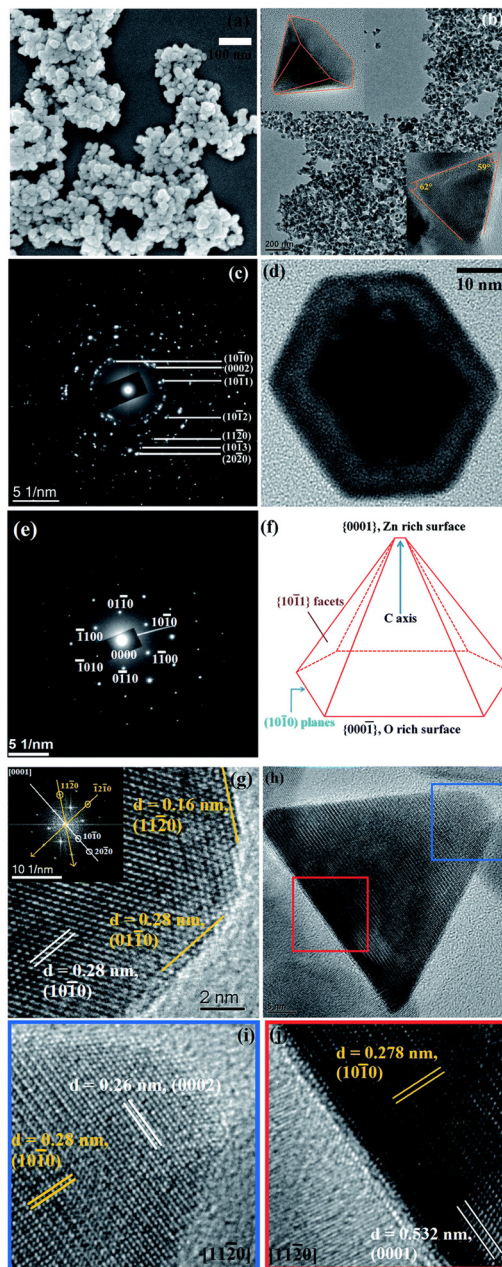 (a)
100 nm
(b)
59°
62°
200 nm
(c)
(101̅0)
(0002)
(101̅1)
(101̅2)
(112̅0)
(101̅3)
(202̅0)
5 1/nm
(d)
10 nm
(e)
011̅0
101̅0
1̅100
0000
1̅010
11̅00
01̅10
5 1/nm
(f)
{0001}, Zn rich surface
{101̅1} facets
C axis
(101̅0) planes
{0001̅}, O rich surface
(g)
[0001]
112̅0
1̅21̅0
101̅0
202̅0
10 1/nm
d = 0.16 nm,
(112̅0)
d = 0.28 nm,
(011̅0)
d = 0.28 nm,
(101̅0)
2 nm
(h)
5 nm
(i)
d = 0.26 nm, (0002)
d = 0.28 nm,
(101̅0)
[112̅0]
(j)
d = 0.278 nm,
(101̅0)
d = 0.532 nm,
(0001)
[112̅0]